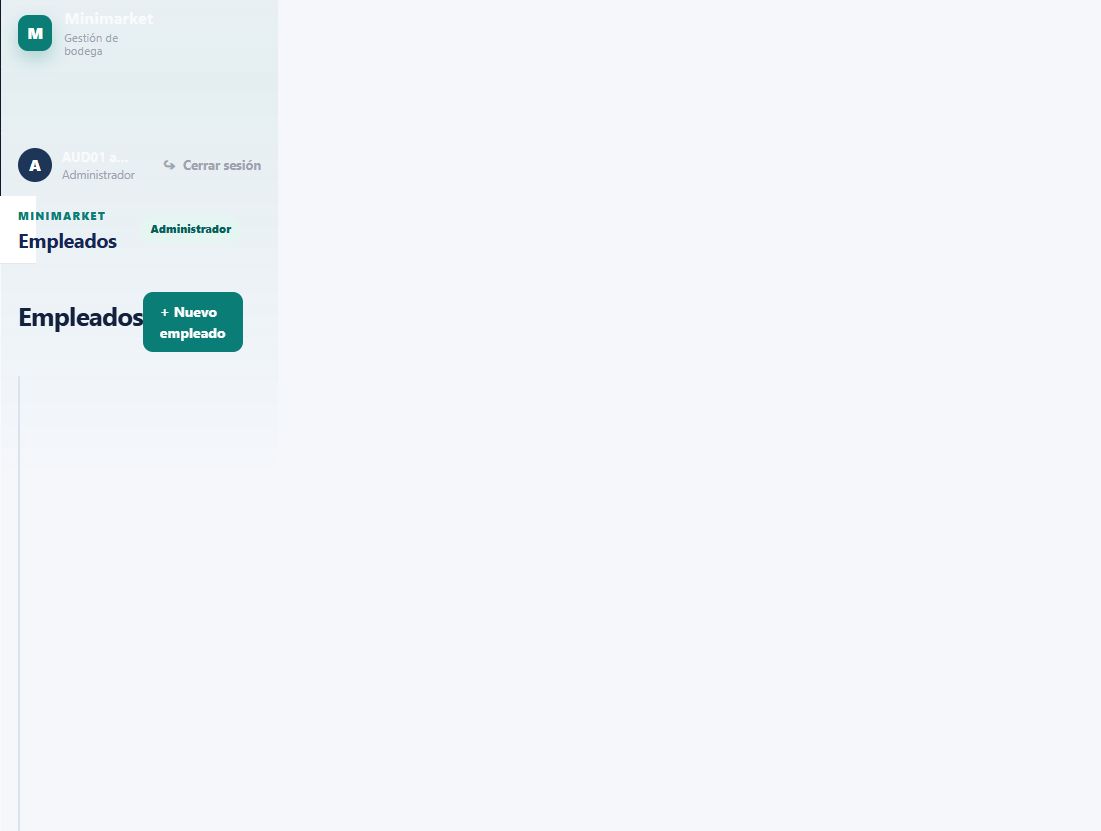 M
Minimarket
Gestión de
bodega
A
AUD01 a...
Administrador
↪ Cerrar sesión
MINIMARKET
Empleados
Administrador
Empleados
+ Nuevo
empleado